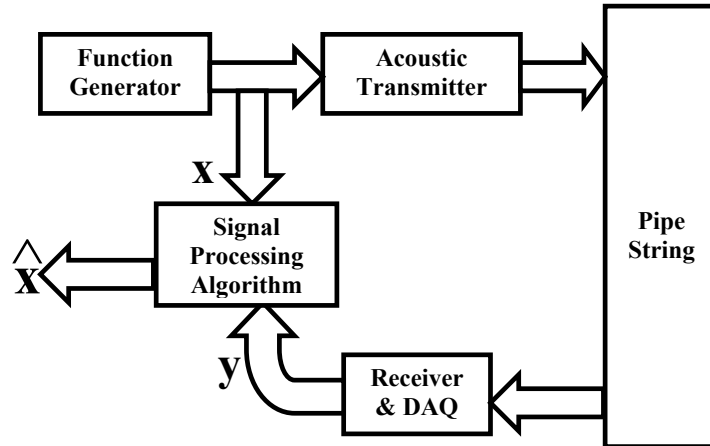 Function
Generator
Acoustic
Transmitter
Pipe
String
x
Signal
Processing
Algorithm
x̂
y
Receiver
& DAQ